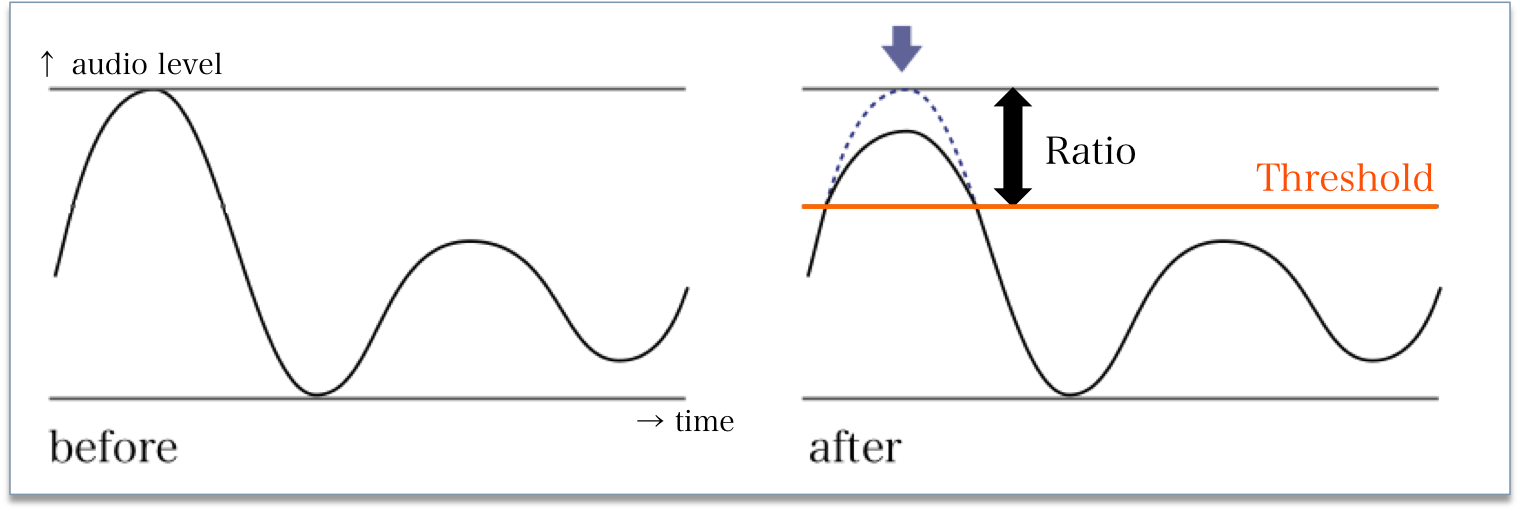 ↑ audio level
→ time
before
Ratio
Threshold
after